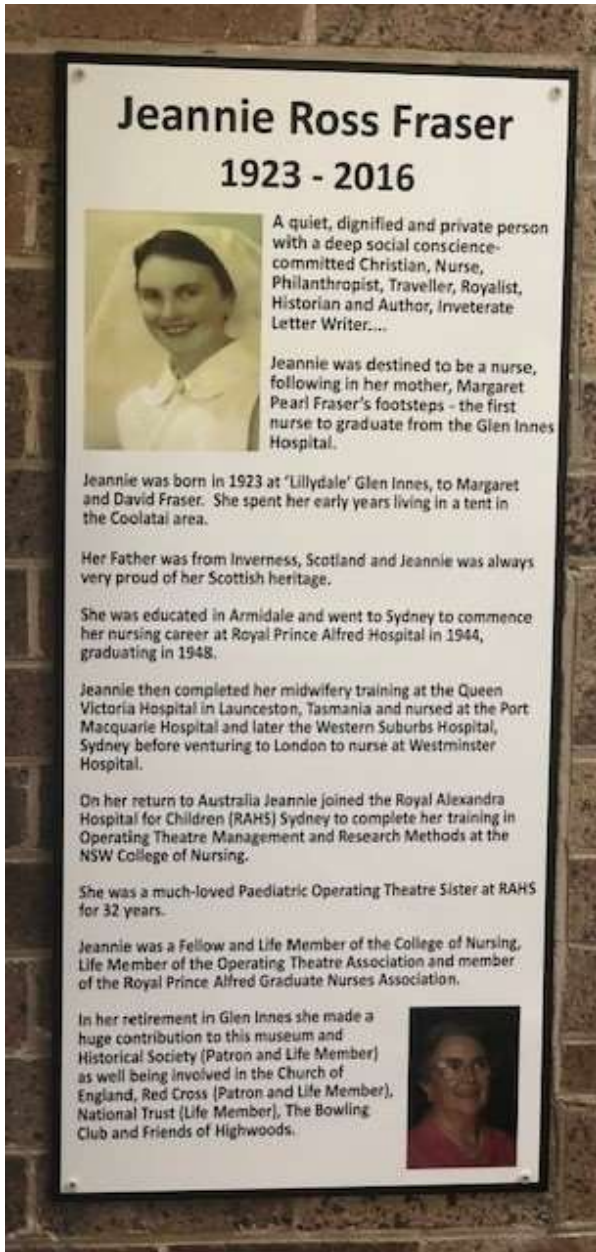 Jeannie Ross Fraser
1923 - 2016
A quiet, dignified and private person
with a deep social conscience-
committed Christian, Nurse,
Philanthropist, Traveller, Royalist,
Historian and Author, Inveterate
Letter Writer....
Jeannie was destined to be a nurse,
following in her mother, Margaret
Pearl Fraser's footsteps - the first
nurse to graduate from the Glen Innes
Hospital.
Jeannie was born in 1923 at 'Lillydale' Glen Innes, to Margaret
and David Fraser. She spent her early years living in a tent in
the Coolatai area.
Her Father was from Inverness, Scotland and Jeannie was always
very proud of her Scottish heritage.
She was educated in Armidale and went to Sydney to commence
her nursing career at Royal Prince Alfred Hospital in 1944,
graduating in 1948.
Jeannie then completed her midwifery training at the Queen
Victoria Hospital in Launceston, Tasmania and nursed at the Port
Macquarie Hospital and later the Western Suburbs Hospital,
Sydney before venturing to London to nurse at Westminster
Hospital.
On her return to Australia Jeannie joined the Royal Alexandra
Hospital for Children (RAHS) Sydney to complete her training in
Operating Theatre Management and Research Methods at the
NSW College of Nursing.
She was a much-loved Paediatric Operating Theatre Sister at RAHS
for 32 years.
Jeannie was a Fellow and Life Member of the College of Nursing,
Life Member of the Operating Theatre Association and member
of the Royal Prince Alfred Graduate Nurses Association.
In her retirement in Glen Innes she made a
huge contribution to this museum and
Historical Society (Patron and Life Member)
as well being involved in the Church of
England, Red Cross (Patron and Life Member),
National Trust (Life Member), The Bowling
Club and Friends of Highwoods.